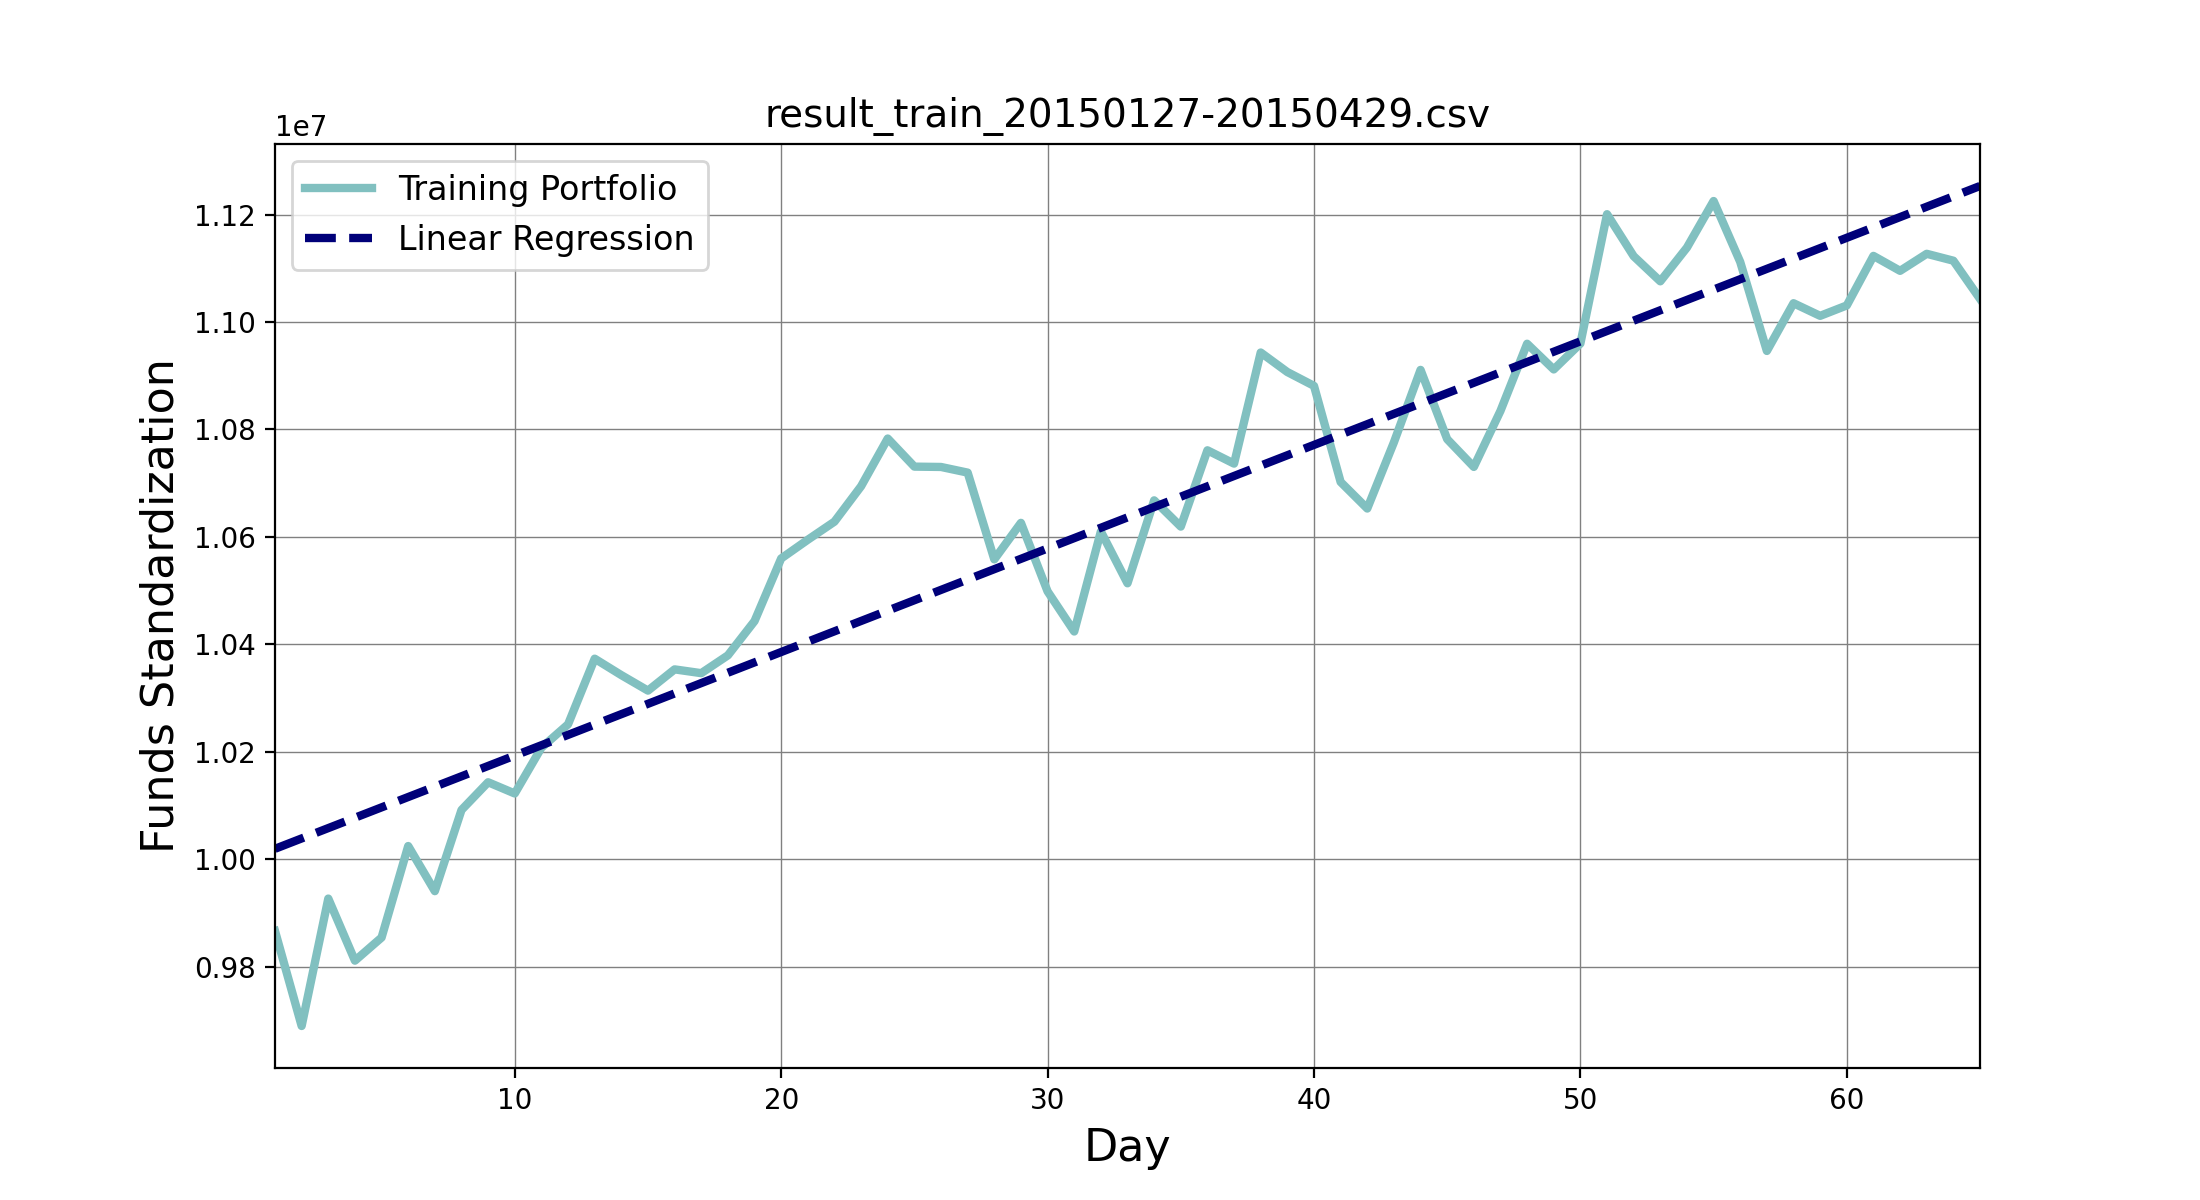 result_train_20150127-20150429.csv
1e7
Training Portfolio
Linear Regression
1.12
1.10
1.08
1.06
1.04
1.02
1.00
0.98
Funds Standardization
10 20 30 40 50 60
Day